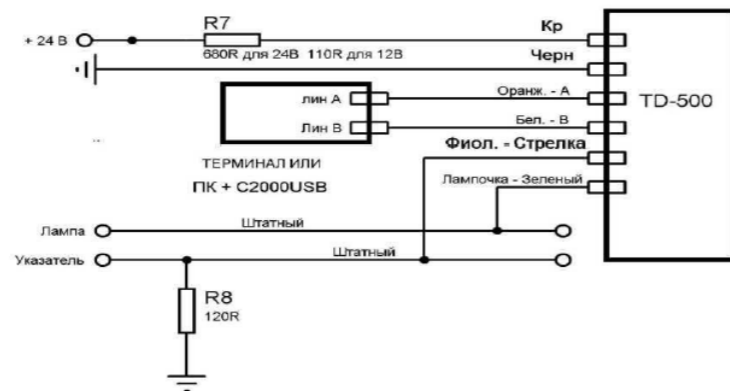 R7
Кр
+ 24 В
680R для 24В 110R для 12В
Черн
лин А
Оранж. - А
TD-500
Лин В
Бел. - В
Фиол. - Стрелка
ТЕРМИНАЛ ИЛИ
ПК + С2000USB
Лампочка - Зеленый
Штатный
Лампа
Указатель
Штатный
R8
120R